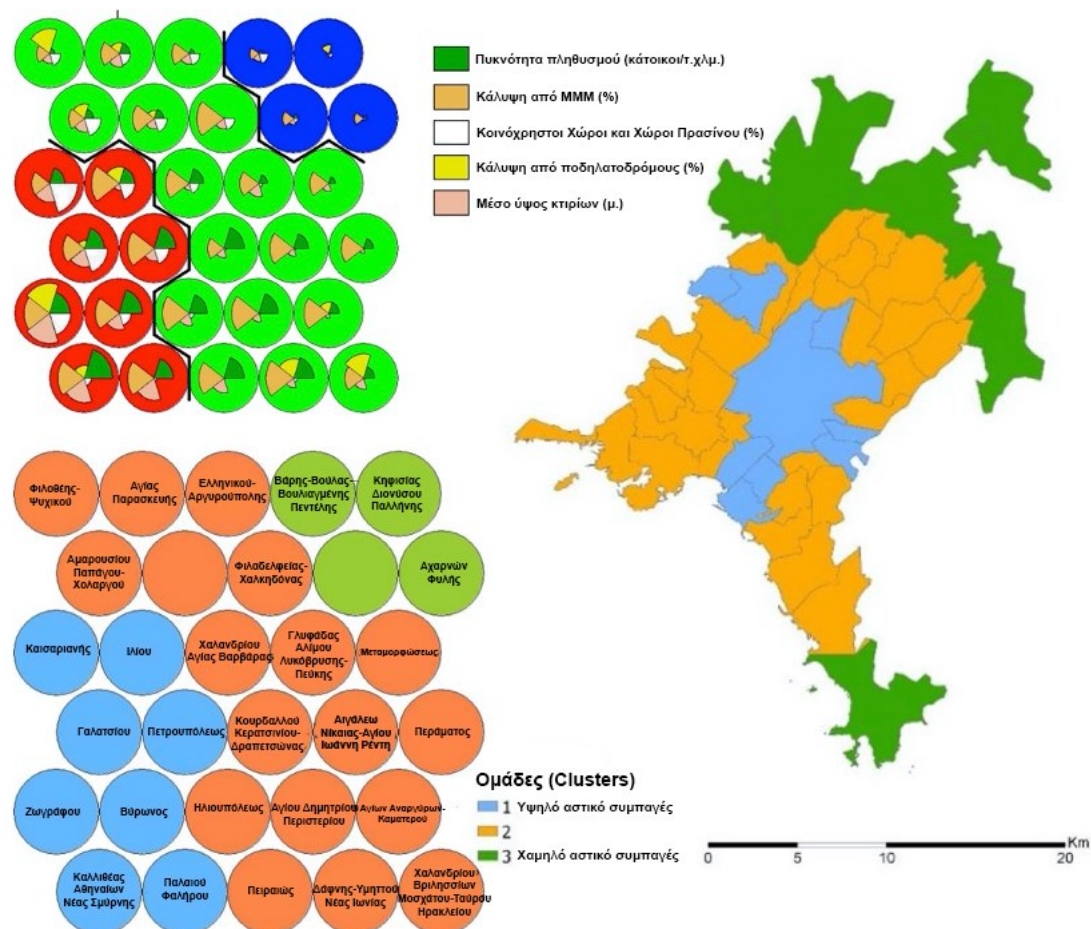 Πυκνότητα πληθυσμού (κάτοικοι/τ.χλμ.)
Κάλυψη από ΜΜΜ (%)
Κοινόχρηστοι Χώροι και Χώροι Πρασίνου (%)
Κάλυψη από ποδηλατοδρόμους (%)
Μέσο ύψος κτιρίων (μ.)
Φιλοθέης-
Ψυχικού
Αγίας
Παρασκευής
Ελληνικού-
Αργυρούπολης
Βάρης-Βούλας-
Βουλιαγμένης
Πεντέλης
Κηφισίας
Διονύσου
Παλλήνης
Αμαρουσίου
Παπάγου-
Χολαργού
Φιλαδελφείας-
Χαλκηδόνας
Αχαρνών
Φυλής
Καισαριανής
Ιλίου
Χαλανδρίου
Αγίας Βαρβάρας
Γλυφάδας
Αλίμου
Λυκόβρυσης-
Πεύκης
Μεταμορφώσεως
Γαλατσίου
Πετρουπόλεως
Κουρδαλλού
Κερατσινίου-
Δραπετσώνας
Αιγάλεω
Νίκαιας-Αγίου
Ιωάννη Ρέντη
Περάματος
Ζωγράφου
Βύρωνος
Ηλιουπόλεως
Αγίου Δημητρίου
Περιστερίου
Αγίων Αναργύρων-
Καματερού
Καλλιθέας
Αθηναίων
Νέας Σμύρνης
Παλαιού
Φαλήρου
Πειραιώς
Δάφνης-Υμηττού
Νέας Ιωνίας
Χαλανδρίου
Βριλησσίων
Μοσχάτου-Ταύρου
Ηρακλείου
Ομάδες (Clusters)
1 Υψηλό αστικό συμπαγές
2
3 Χαμηλό αστικό συμπαγές
Km
0 5 10 20